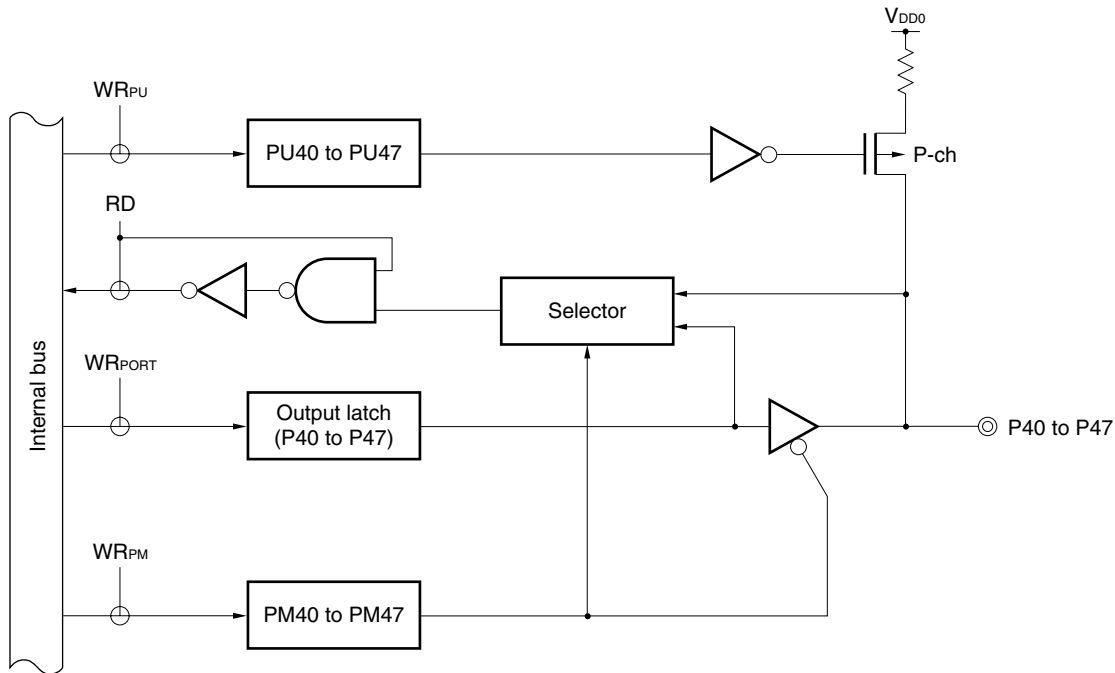 VDD0
WRPU
PU40 to PU47
P-ch
RD
Selector
Internal bus
WRPORT
Output latch
(P40 to P47)
P40 to P47
WRPM
PM40 to PM47